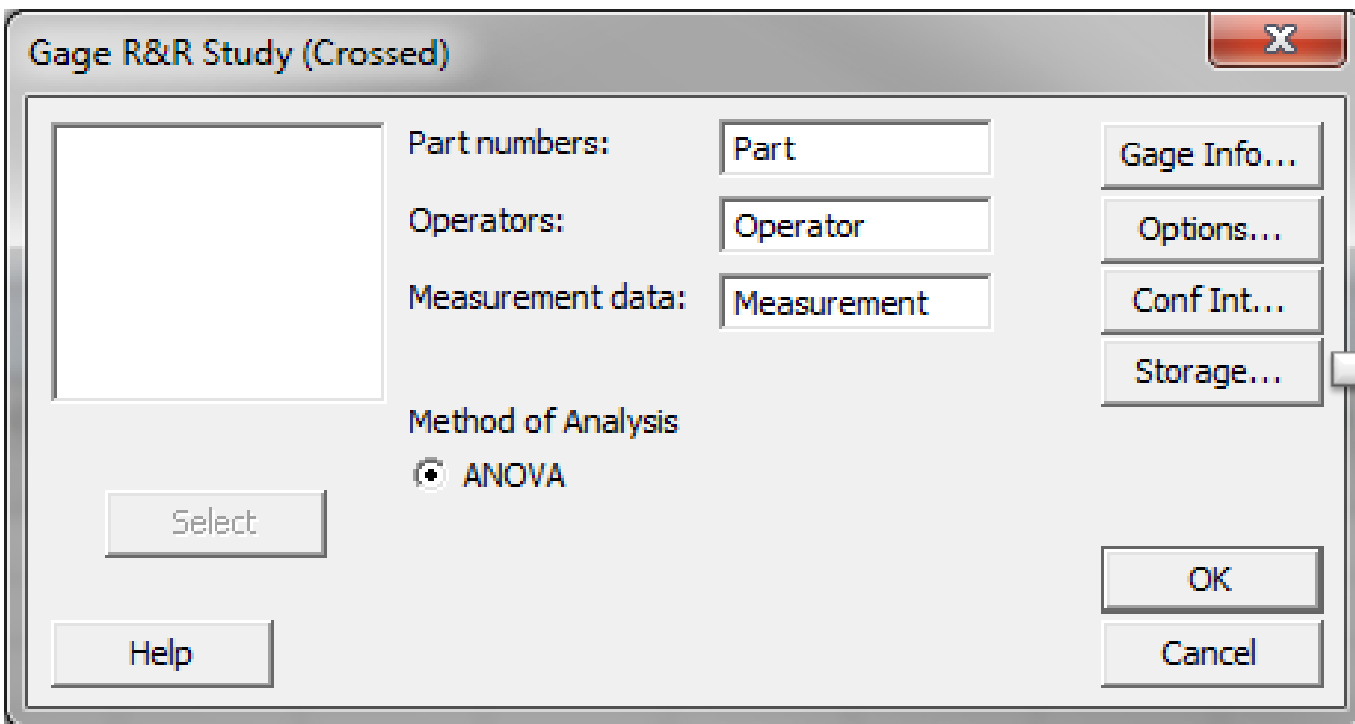 Gage R&R Study (Crossed)
Part numbers:
Part
Gage Info...
Operators:
Operator
Options...
Measurement data:
Measurement
Conf Int...
Storage...
Method of Analysis
ANOVA
Select
OK
Help
Cancel